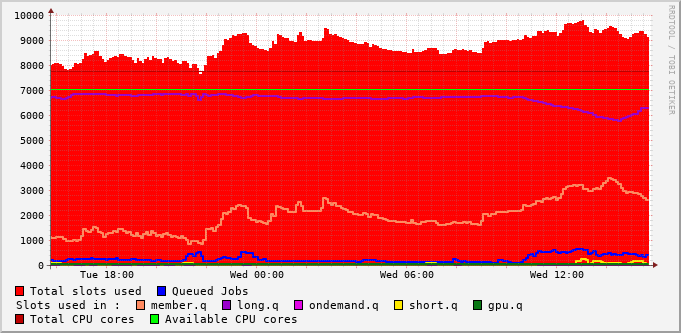 10000
9000
8000
7000
6000
5000
4000
3000
2000
1000
0
Tue 18:00 Wed 00:00 Wed 06:00 Wed 12:00
Total slots used Queued Jobs
Slots used in : member.q long.q ondemand.q short.q gpu.q
Total CPU cores Available CPU cores
RRDTOOL / TOBI OETIKER